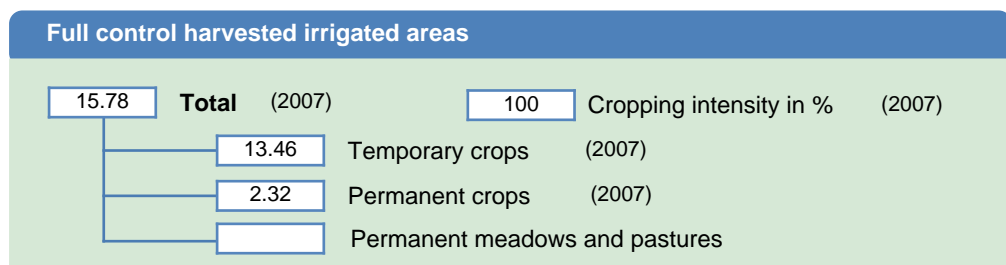 Full control harvested irrigated areas
15.78 Total (2007) 100 Cropping intensity in % (2007)
13.46 Temporary crops (2007)
2.32 Permanent crops (2007)
Permanent meadows and pastures